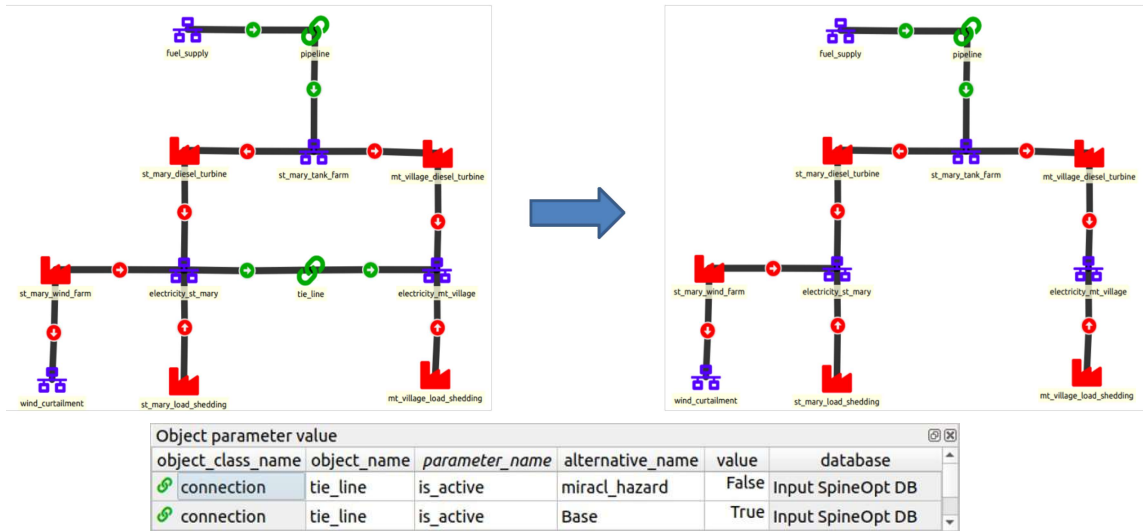 fuel_supply
pipeline
st_mary_diesel_turbine
st_mary_tank_farm
mt_village_diesel_turbine
st_mary_wind_farm
electricity_st_mary
tie_line
electricity_mt_village
wind_curtailment
st_mary_load_shedding
mt_village_load_shedding
fuel_supply
pipeline
st_mary_diesel_turbine
st_mary_tank_farm
mt_village_diesel_turbine
st_mary_wind_farm
electricity_st_mary
electricity_mt_village
wind_curtailment
st_mary_load_shedding
mt_village_load_shedding
Object parameter value
object_class_name object_name parameter_name alternative_name value database
connection tie_line is_active miracl_hazard False Input SpineOpt DB
connection tie_line is_active Base True Input SpineOpt DB